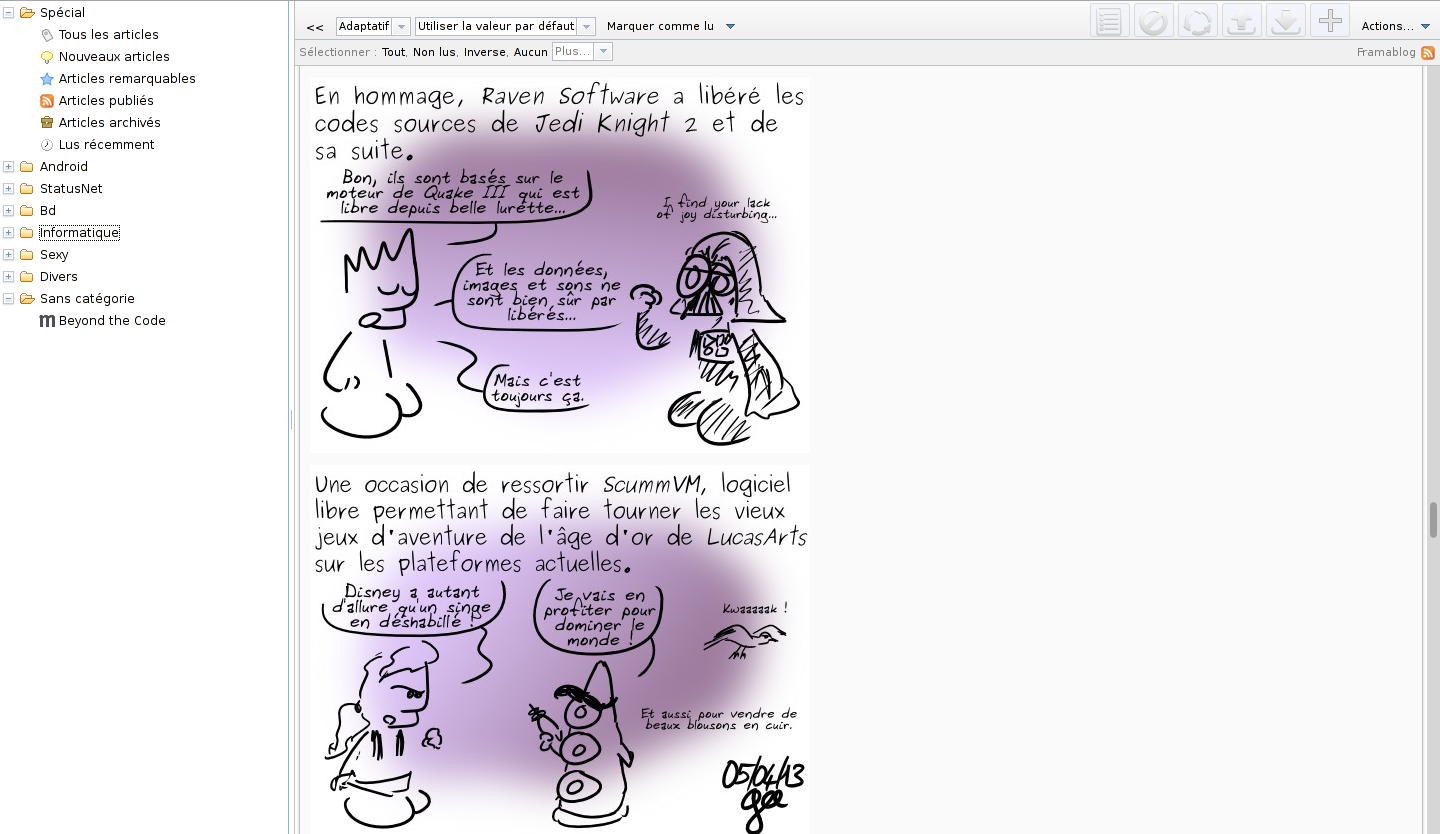 Spécial
Tous les articles
Nouveaux articles
Articles remarquables
Articles publiés
Articles archivés
Lus récemment
Android
StatusNet
Bd
Informatique
Sexy
Divers
Sans catégorie
Beyond the Code
<< Adaptatif Utiliser la valeur par défaut Marquer comme lu Actions...
Sélectionner : Tout, Non lus, Inverse, Aucun Plus... Framablog
En hommage, Raven Software a libéré les
codes sources de Jedi Knight 2 et de
sa suite.
Bon, ils sont basés sur le
moteur de Quake III qui est
libre depuis belle lurette...
I find your lack
of joy disturbing...
Et les données,
images et sons ne
sont bien sûr par
libérés...
Mais c'est
toujours ça.
Une occasion de ressortir ScummVM, logiciel
libre permettant de faire tourner les vieux
jeux d'aventure de l'âge d'or de LucasArts
sur les plateformes actuelles.
Disney a autant
d'allure qu'un singe
en déshabillé !
Je vais en
profiter pour
dominer le
monde !
Kwaaaaak !
Et aussi pour vendre de
beaux blousons en cuir.
05/04/13
gee